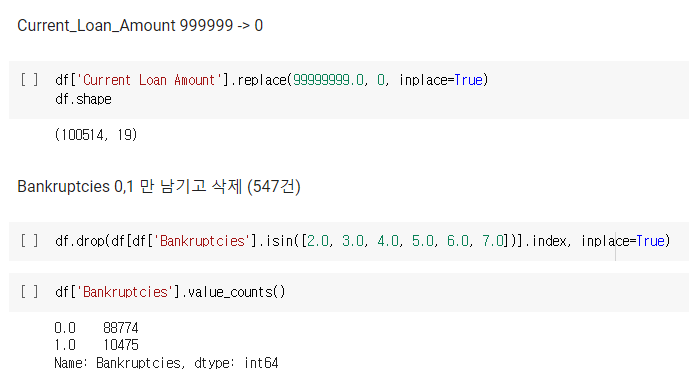 Current_Loan_Amount 999999 -> 0
[ ] df['Current Loan Amount'].replace(99999999.0, 0, inplace=True)
df.shape
(100514, 19)
Bankruptcies 0,1 만 남기고 삭제 (547건)
[ ] df.drop(df[df['Bankruptcies'].isin([2.0, 3.0, 4.0, 5.0, 6.0, 7.0])].index, inplace=True)
[ ] df['Bankruptcies'].value_counts()
0.0 88774
1.0 10475
Name: Bankruptcies, dtype: int64